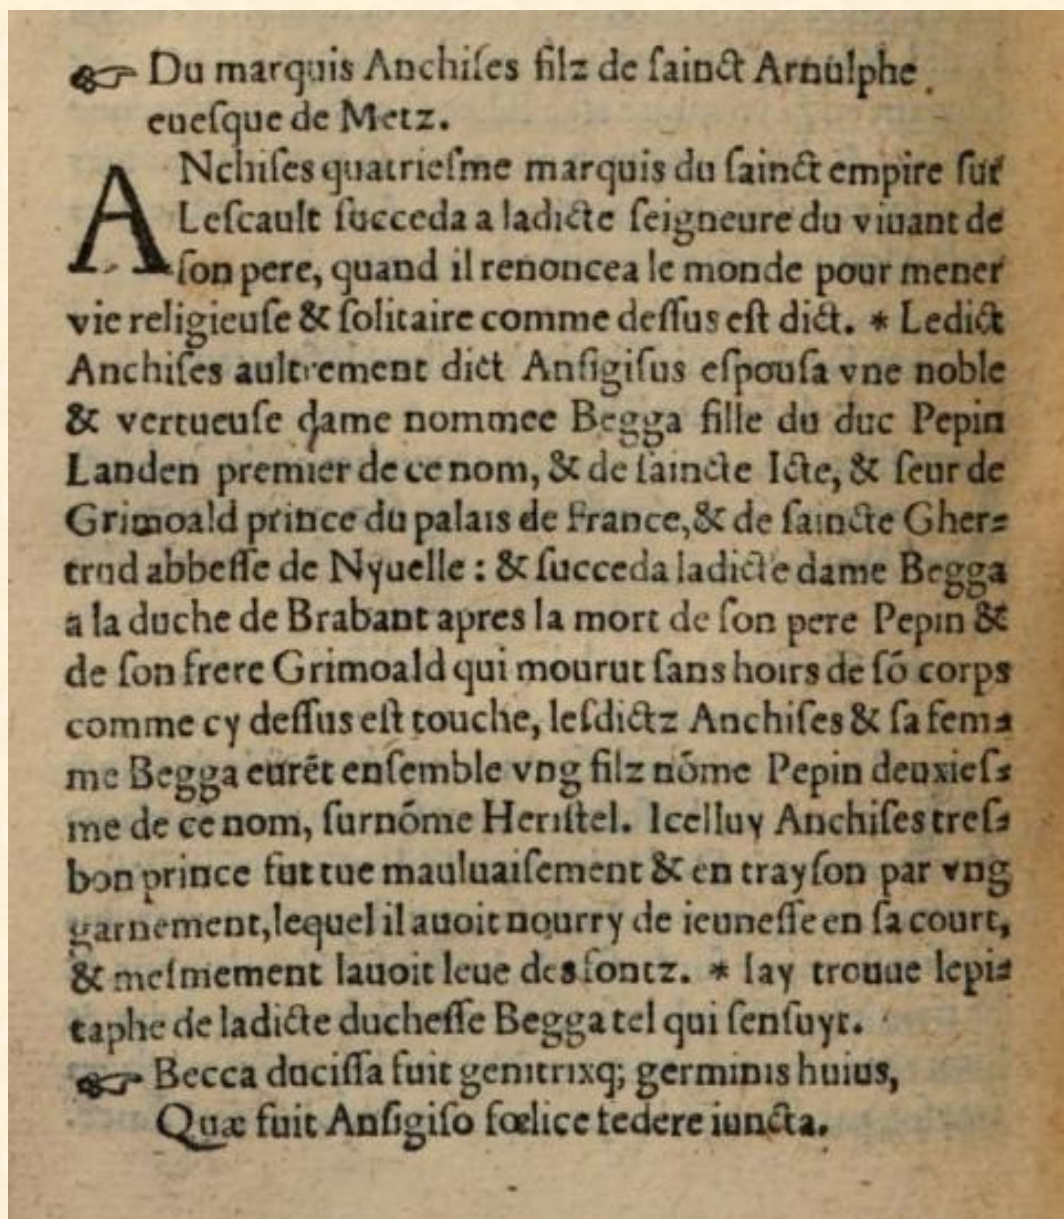 ☞ Du marquis Anchiſes filz de ſainct Arnulphe
eueſque de Metz.
ANchiſes quatrieſme marquis du ſainct empire ſur
Leſcault ſucceda a ladicte ſeigneure du viuant de
ſon pere, quand il renoncea le monde pour mener
vie religieuſe & ſolitaire comme deſſus eſt dict. * Ledict
Anchiſes aultrement dict Anſigiſus eſpouſa vne noble
& vertueuſe dame nommee Begga fille du duc Pepin
Landen premier de ce nom, & de ſaincte Icte, & ſeur de
Grimoald prince du palais de France, & de ſaincte Gher⸗
trud abbeſſe de Nyuelle : & ſucceda ladicte dame Begga
a la duche de Brabant apres la mort de ſon pere Pepin &
de ſon frere Grimoald qui mourut ſans hoirs de ſõ corps
comme cy deſſus eſt touche, leſdictz Anchiſes & ſa fem⸗
me Begga eurẽt enſemble vng filz nõme Pepin deuxieſ⸗
me de ce nom, ſurnõme Heriſtel. Icelluy Anchiſes treſ⸗
bon prince fut tue mauluaiſement & en trayſon par vng
garnement, lequel il auoit nourry de ieuneſſe en ſa court,
& meſmement lauoit leue des fontz. * Iay trouue lepi⸗
taphe de ladicte ducheſſe Begga tel qui ſenſuyt.
☞ Becca duciſſa fuit genitrixq; germinis huius,
Quæ fuit Anſigiſo fœlice federe iuncta.